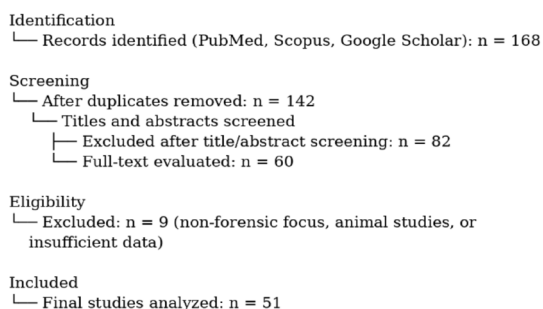 Identification
└── Records identified (PubMed, Scopus, Google Scholar): n = 168
Screening
└── After duplicates removed: n = 142
└── Titles and abstracts screened
├── Excluded after title/abstract screening: n = 82
└── Full-text evaluated: n = 60
Eligibility
└── Excluded: n = 9 (non-forensic focus, animal studies, or
insufficient data)
Included
└── Final studies analyzed: n = 51